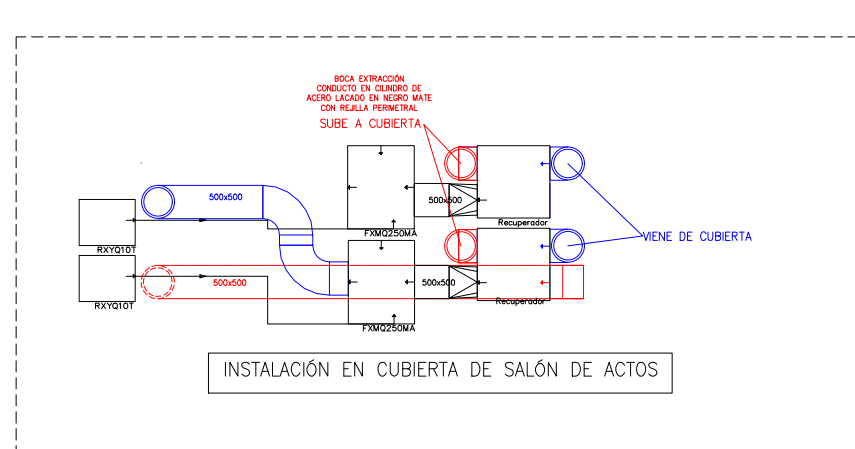 BOCA EXTRACCIÓN
CONDUCTO EN CILINDRO DE
ACERO LACADO EN NEGRO MATE
CON REJILLA PERIMETRAL
SUBE A CUBIERTA
500x500
500x500
Recuperador
FXMQ250MA
VIENE DE CUBIERTA
RXYQ10T
500x500
500x500
Recuperador
RXYQ10T
FXMQ250MA
INSTALACIÓN EN CUBIERTA DE SALÓN DE ACTOS